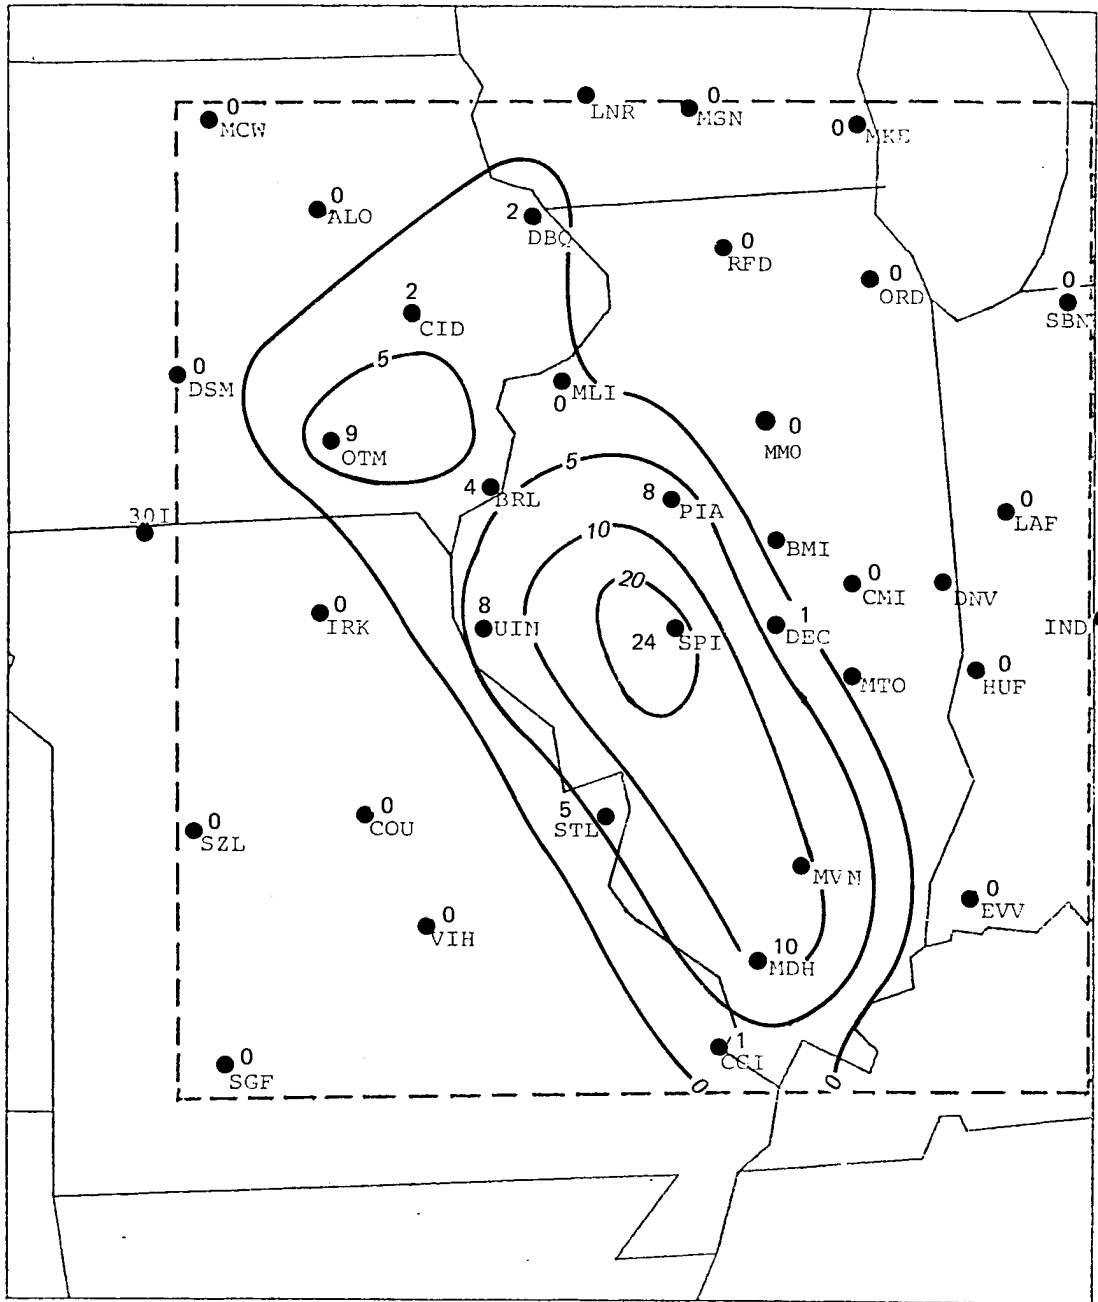 0
MCW
LNR
0
MSN
0
MKE
0
ALO
2
DBQ
0
RFD
0
ORD
0
SBN
2
CID
5
0
DSM
0
MLI
0
MMO
9
OTM
5
4
BRL
8
PIA
0
LAF
30I
10
BMI
20
0
CMI
DNV
0
IRK
8
UIN
24
SPI
1
DEC
IND
MTO
0
HUF
0
SZL
0
COU
5
STL
MVN
0
EVV
0
VIH
10
MDH
1
CGI
0
SGF
0
0